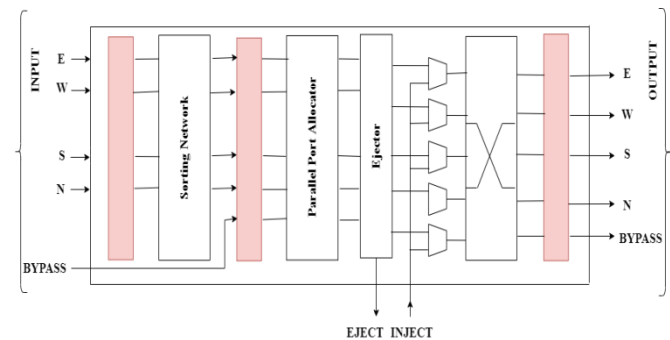 INPUT
E
W
S
N
BYPASS
Sorting Network
Parallel Port Allocator
Ejector
EJECT INJECT
E
W
S
N
BYPASS
OUTPUT